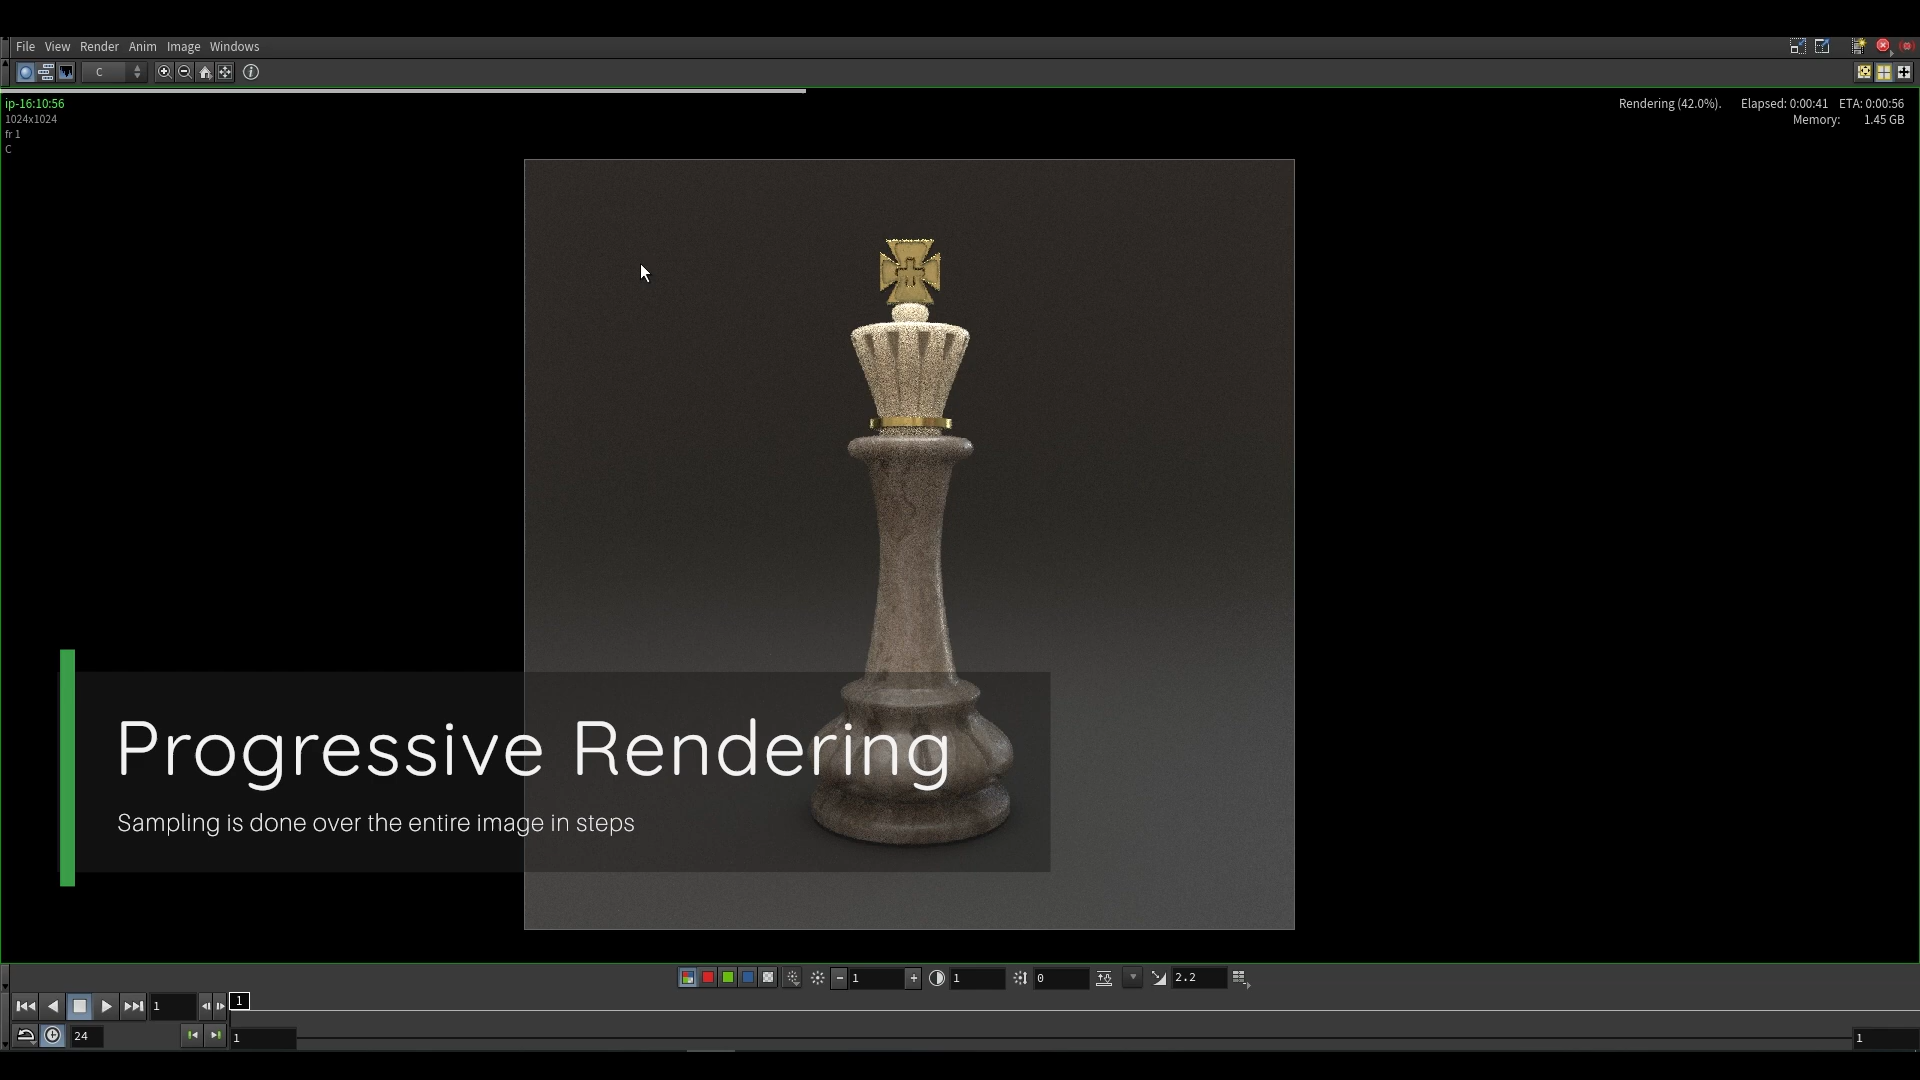 File View Render Anim Image Windows
C
ip-16:10:56
1024x1024
fr 1
C
Rendering (42.0%). Elapsed: 0:00:41 ETA: 0:00:56
Memory: 1.45 GB
Progressive Rendering
Sampling is done over the entire image in steps
1 1 0 2.2
1 1
24 1 1